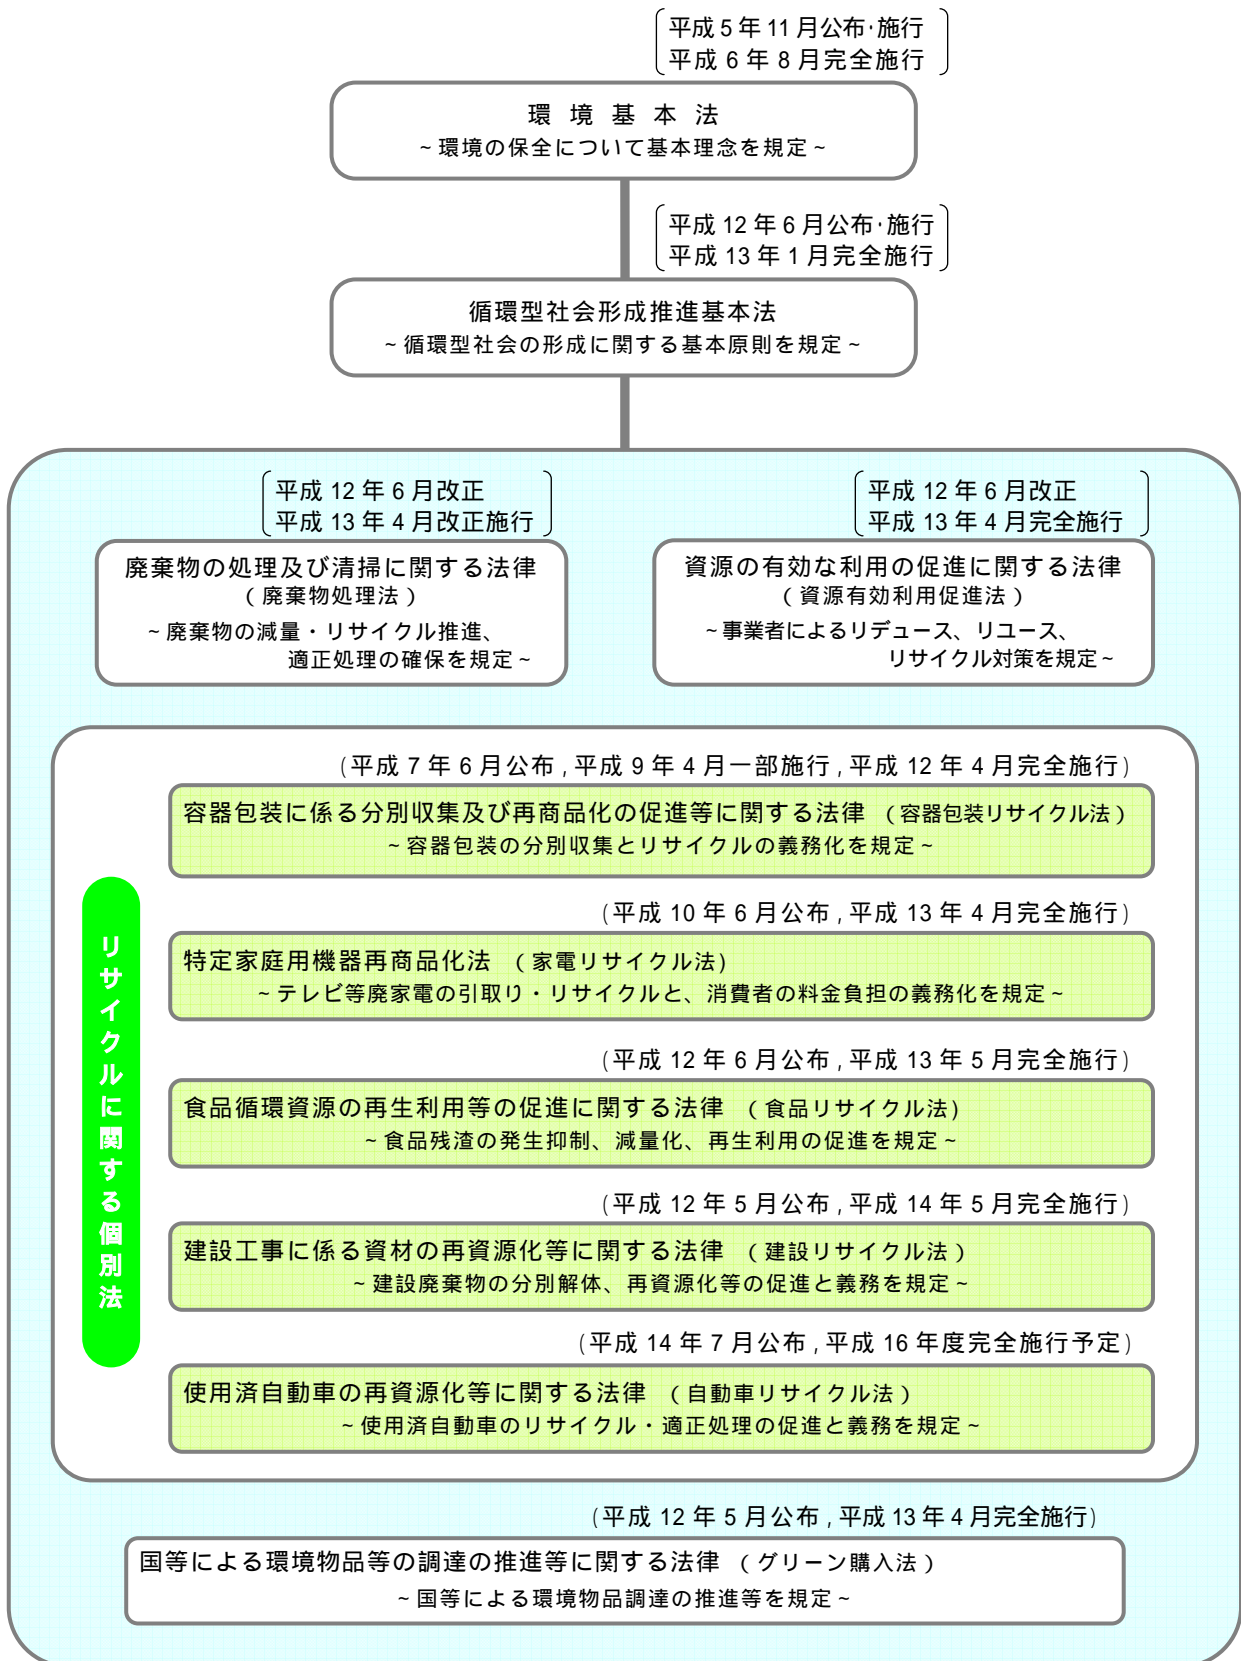 平成5年11月公布･施行
平成6年8月完全施行
環境基本法
~環境の保全について基本理念を規定~
平成12年6月公布･施行
平成13年1月完全施行
循環型社会形成推進基本法
~循環型社会の形成に関する基本原則を規定~
平成12年6月改正
平成13年4月改正施行
廃棄物の処理及び清掃に関する法律
(廃棄物処理法)
~廃棄物の減量・リサイクル推進、
適正処理の確保を規定~
平成12年6月改正
平成13年4月完全施行
資源の有効な利用の促進に関する法律
(資源有効利用促進法)
~事業者によるリデュース、リユース、
リサイクル対策を規定~
リサイクルに関する個別法
(平成7年6月公布,平成9年4月一部施行,平成12年4月完全施行)
容器包装に係る分別収集及び再商品化の促進等に関する法律 (容器包装リサイクル法)
~容器包装の分別収集とリサイクルの義務化を規定~
(平成10年6月公布,平成13年4月完全施行)
特定家庭用機器再商品化法 (家電リサイクル法)
~テレビ等廃家電の引取り・リサイクルと、消費者の料金負担の義務化を規定~
(平成12年6月公布,平成13年5月完全施行)
食品循環資源の再生利用等の促進に関する法律 (食品リサイクル法)
~食品残渣の発生抑制、減量化、再生利用の促進を規定~
(平成12年5月公布,平成14年5月完全施行)
建設工事に係る資材の再資源化等に関する法律 (建設リサイクル法)
~建設廃棄物の分別解体、再資源化等の促進と義務を規定~
(平成14年7月公布,平成16年度完全施行予定)
使用済自動車の再資源化等に関する法律 (自動車リサイクル法)
~使用済自動車のリサイクル・適正処理の促進と義務を規定~
(平成12年5月公布,平成13年4月完全施行)
国等による環境物品等の調達の推進等に関する法律 (グリーン購入法)
~国等による環境物品調達の推進等を規定~